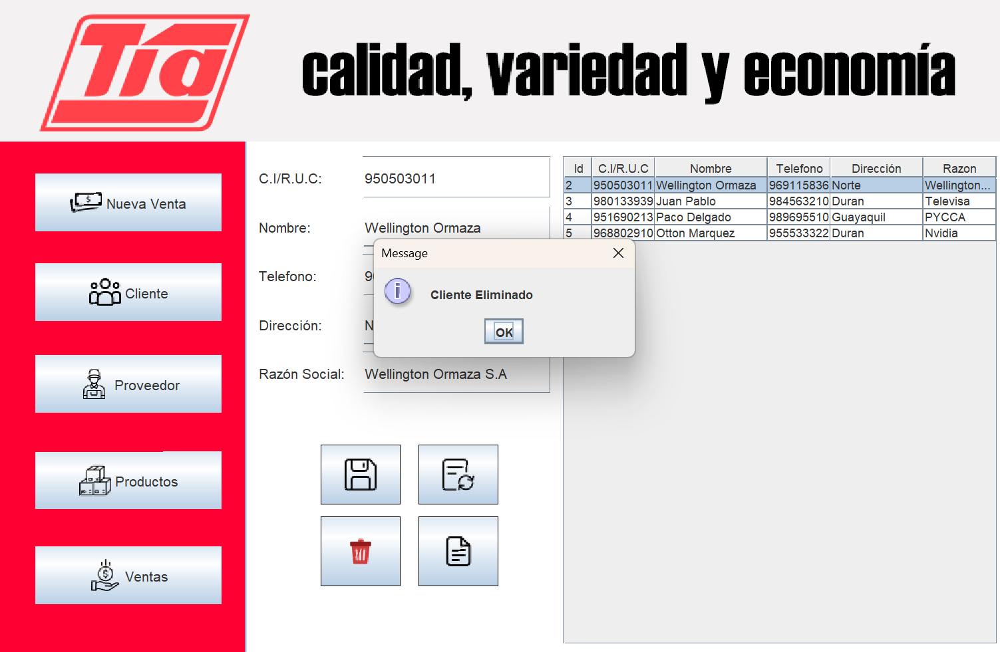 Tía
calidad, variedad y economía
Nueva Venta
Cliente
Proveedor
Productos
Ventas
C.I/R.U.C: 950503011
Nombre: Wellington Ormaza
Telefono: 9
Dirección: N
Razón Social: Wellington Ormaza S.A
Message
Cliente Eliminado
OK
Id C.I/R.U.C Nombre Telefono Dirección Razon
2 950503011 Wellington Ormaza 969115836 Norte Wellington...
3 980133939 Juan Pablo 984563210 Duran Televisa
4 951690213 Paco Delgado 989695510 Guayaquil PYCCA
5 968802910 Otton Marquez 955533322 Duran Nvidia